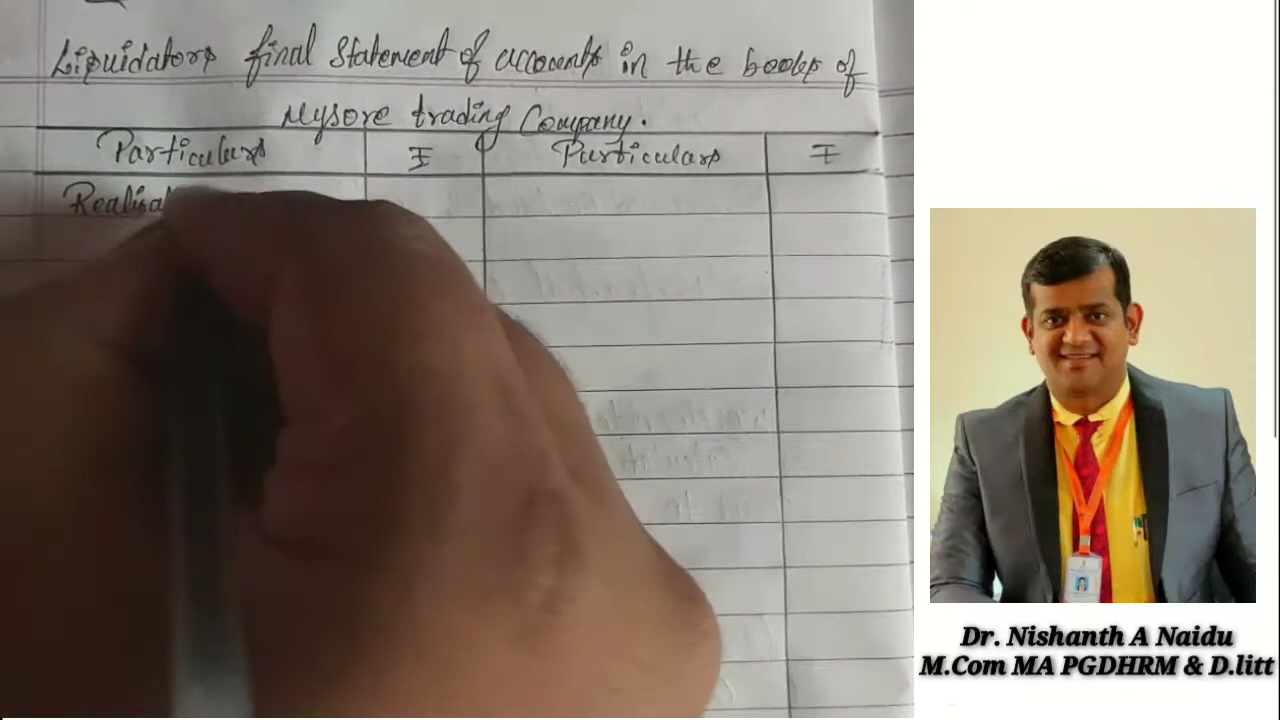 Liquidators final statement of accounts in the books of
Mysore trading Company.
Particulars ₹ Particulars ₹
Dr. Nishanth A Naidu
M.Com MA PGDHRM & D.litt